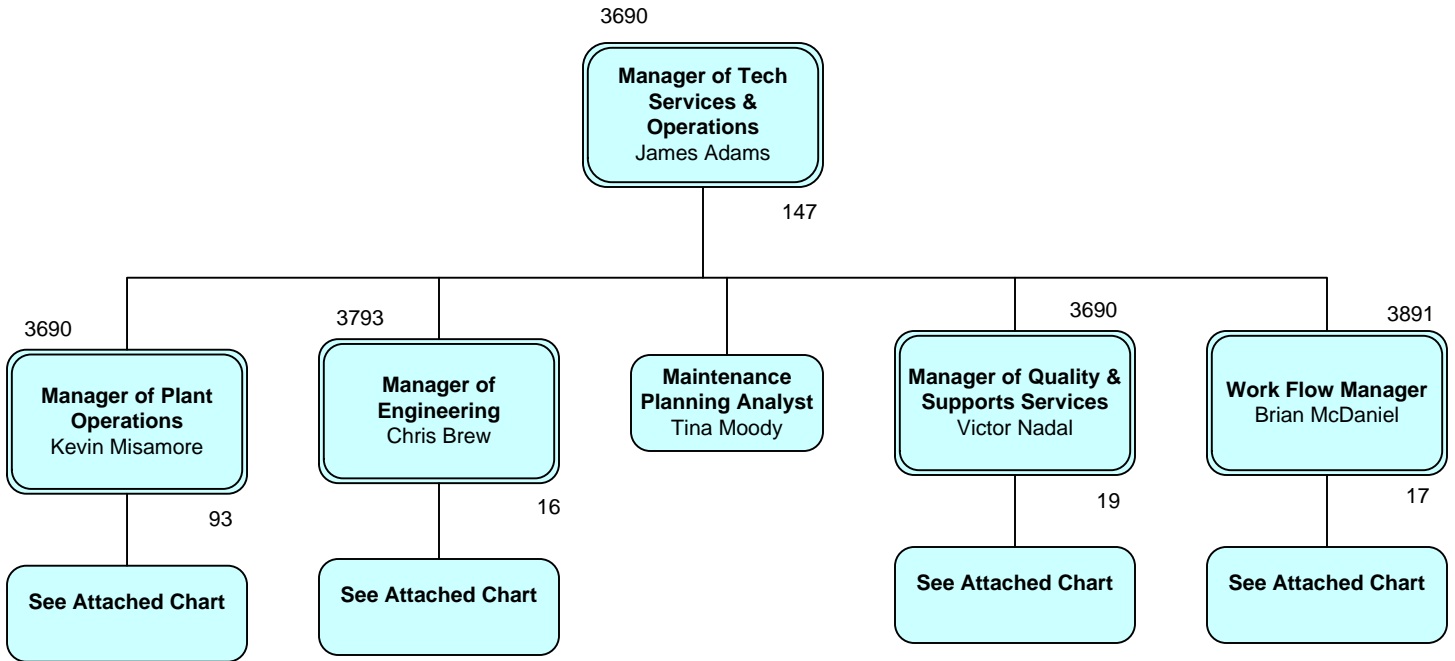 3690
Manager of Tech
Services &
Operations
James Adams
147
3690
Manager of Plant
Operations
Kevin Misamore
93
See Attached Chart
3793
Manager of
Engineering
Chris Brew
16
See Attached Chart
Maintenance
Planning Analyst
Tina Moody
3690
Manager of Quality &
Supports Services
Victor Nadal
19
See Attached Chart
3891
Work Flow Manager
Brian McDaniel
17
See Attached Chart